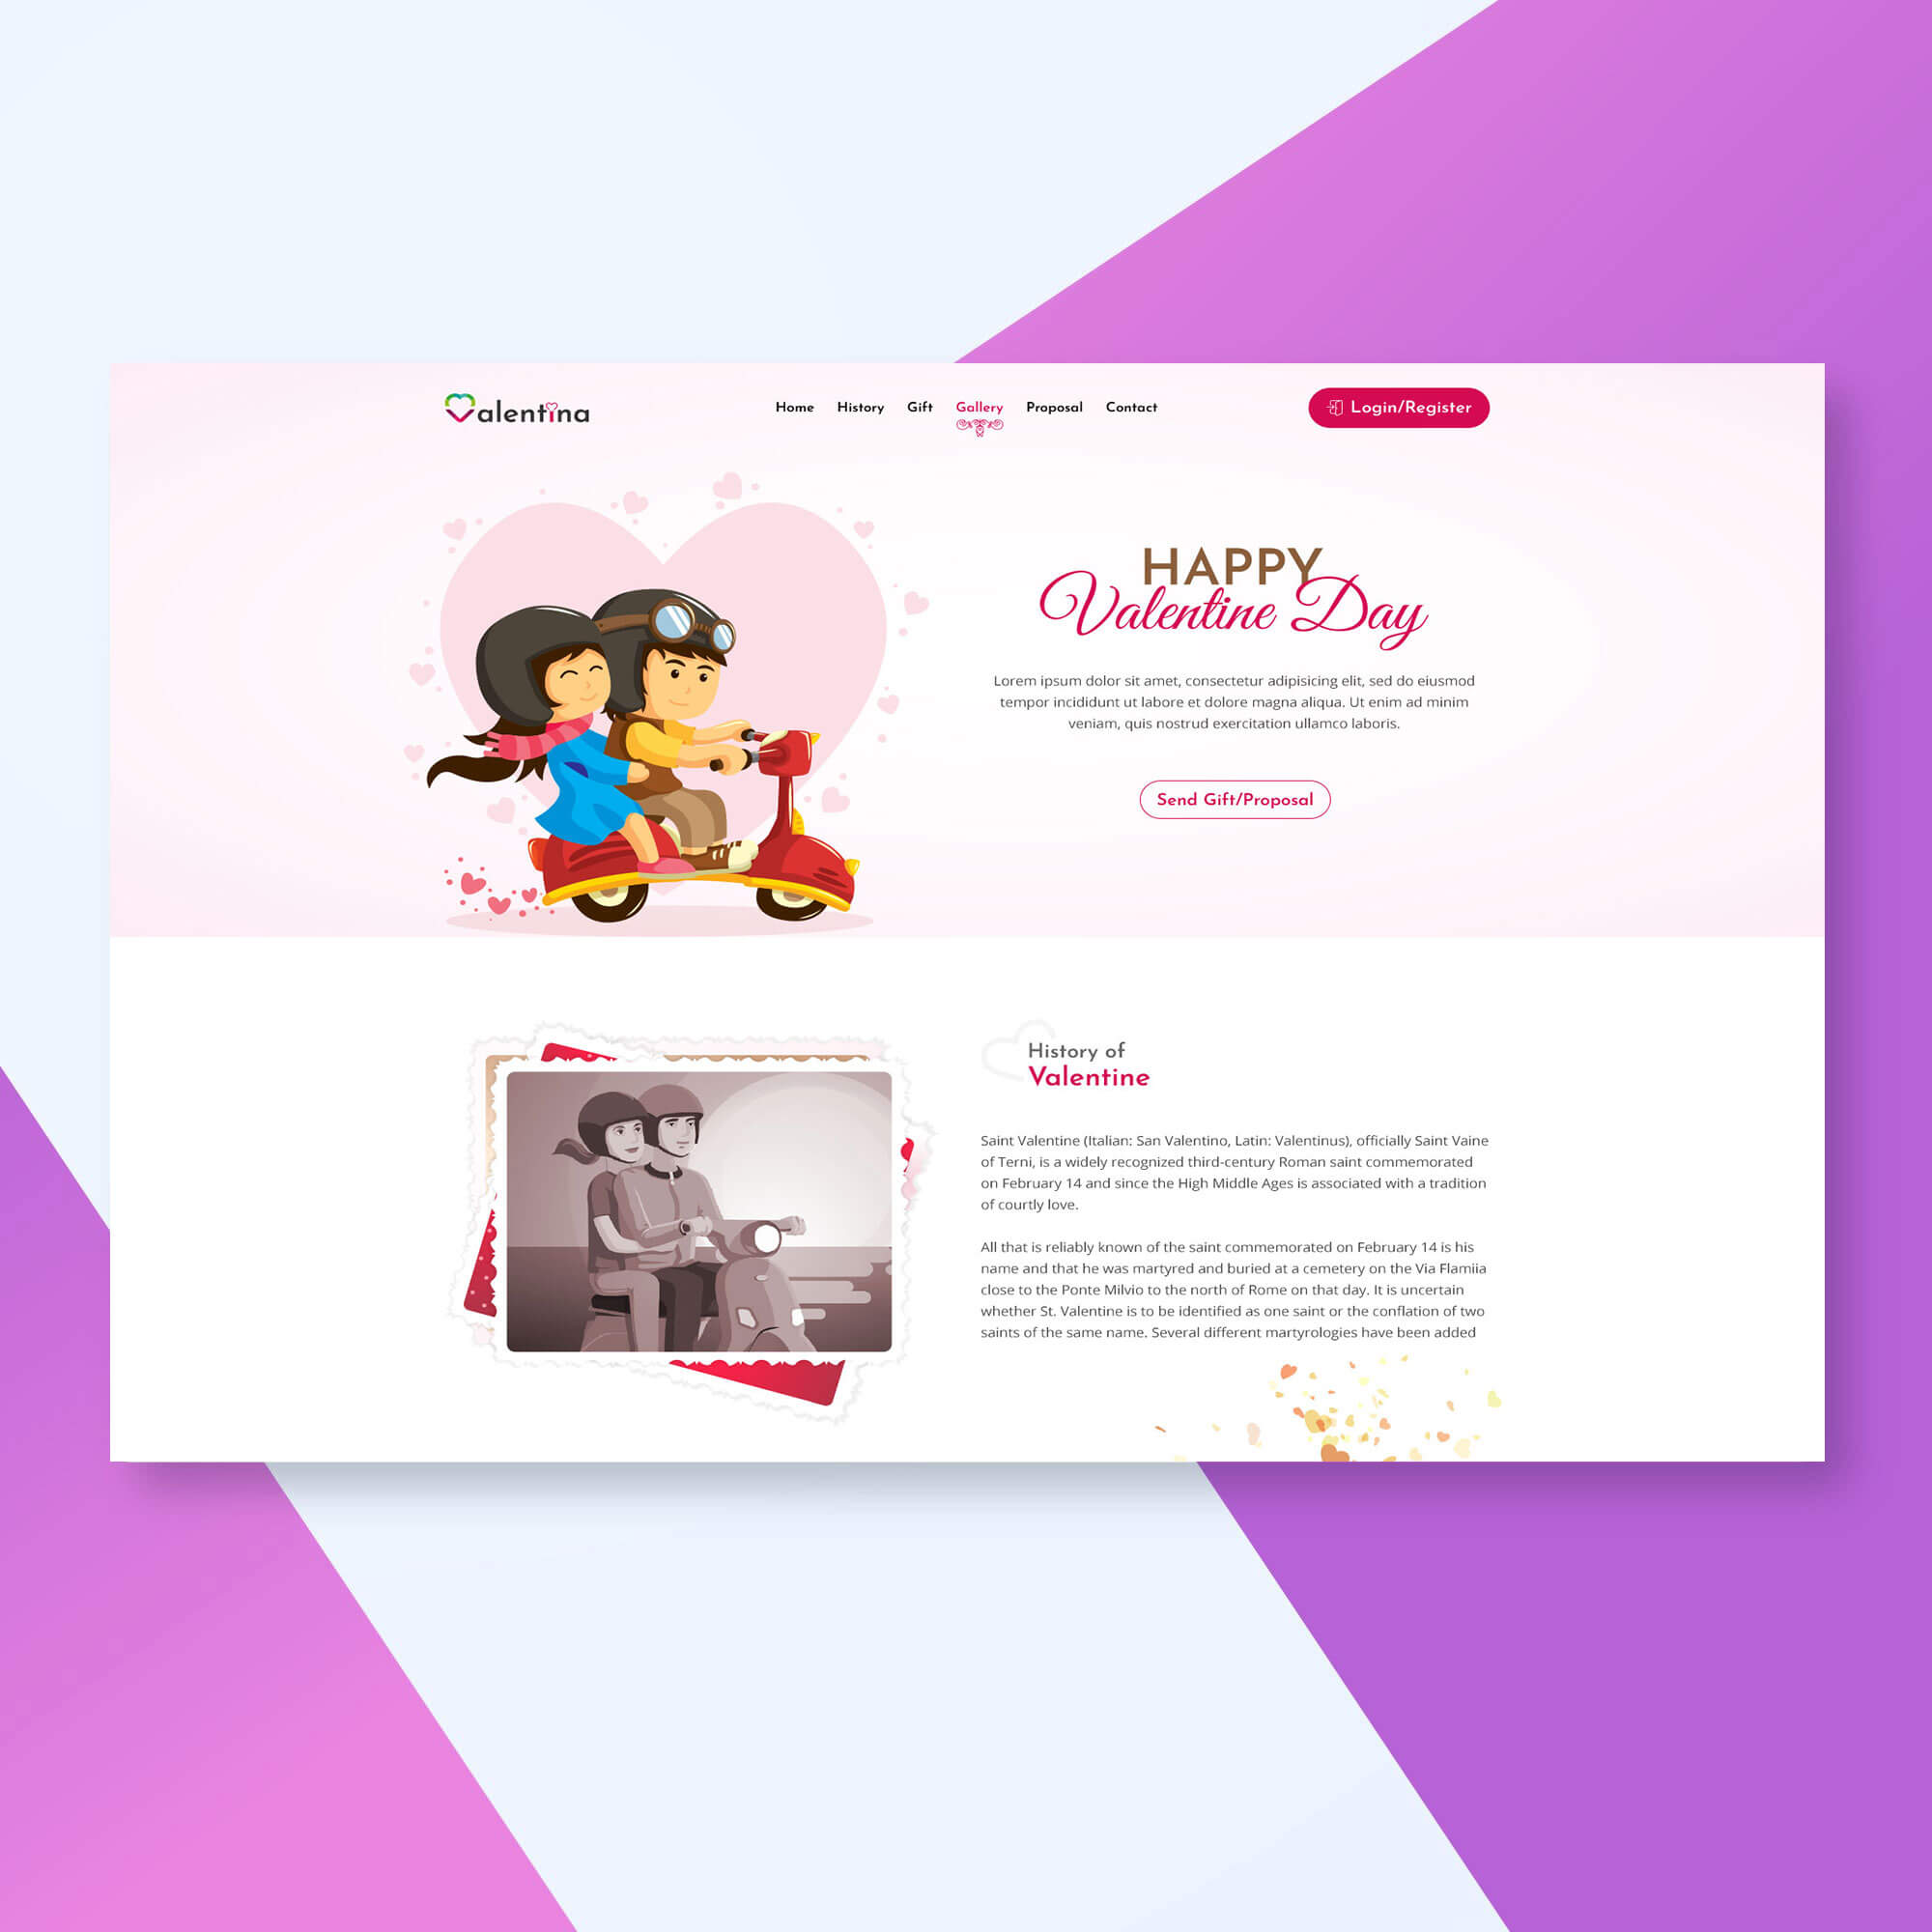 Valentina
Home History Gift Gallery Proposal Contact
Login/Register
HAPPY
Valentine Day
Lorem ipsum dolor sit amet, consectetur adipisicing elit, sed do eiusmod
tempor incididunt ut labore et dolore magna aliqua. Ut enim ad minim
veniam, quis nostrud exercitation ullamco laboris.
Send Gift/Proposal
History of
Valentine
Saint Valentine (Italian: San Valentino, Latin: Valentinus), officially Saint Vaine
of Terni, is a widely recognized third-century Roman saint commemorated
on February 14 and since the High Middle Ages is associated with a tradition
of courtly love.
All that is reliably known of the saint commemorated on February 14 is his
name and that he was martyred and buried at a cemetery on the Via Flamiia
close to the Ponte Milvio to the north of Rome on that day. It is uncertain
whether St. Valentine is to be identified as one saint or the conflation of two
saints of the same name. Several different martyrologies have been added